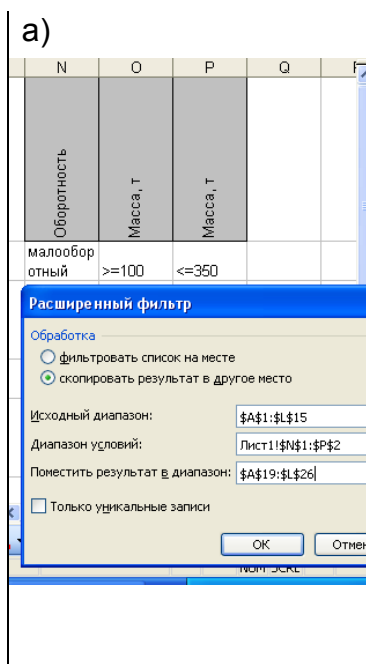 а)
N O P Q
Оборотность Масса, т Масса, т
малообор
отный >=100 <=350
Расширенный фильтр
Обработка
фильтровать список на месте
скопировать результат в другое место
Исходный диапазон: $A$1:$L$15
Диапазон условий: Лист1!$N$1:$P$2
Поместить результат в диапазон: $A$19:$L$26
Только уникальные записи
ОК Отмен